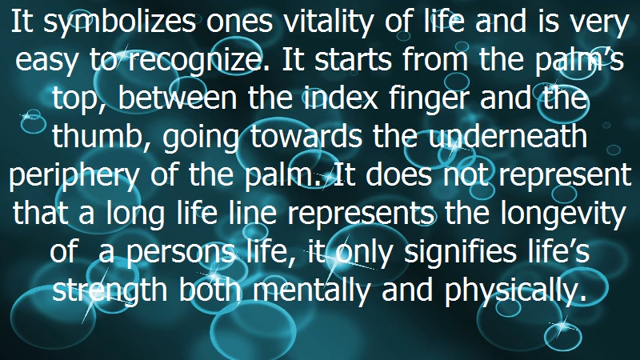 It symbolizes ones vitality of life and is very
easy to recognize. It starts from the palm’s
top, between the index finger and the
thumb, going towards the underneath
periphery of the palm. It does not represent
that a long life line represents the longevity
of  a persons life, it only signifies life’s
strength both mentally and physically.